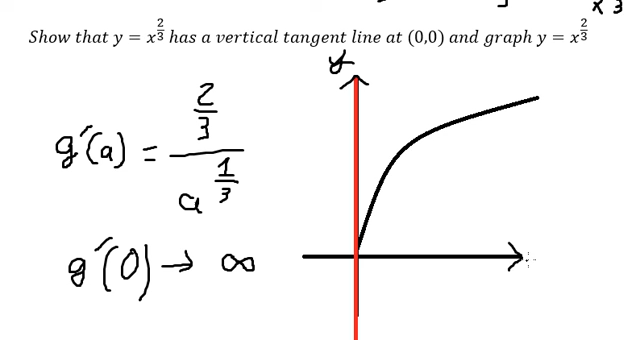 x 3
Show that y = x^(2/3) has a vertical tangent line at (0,0) and graph y = x^(2/3)
y
g′(a) = (2/3)/(a^(1/3))
g′(0) → ∞